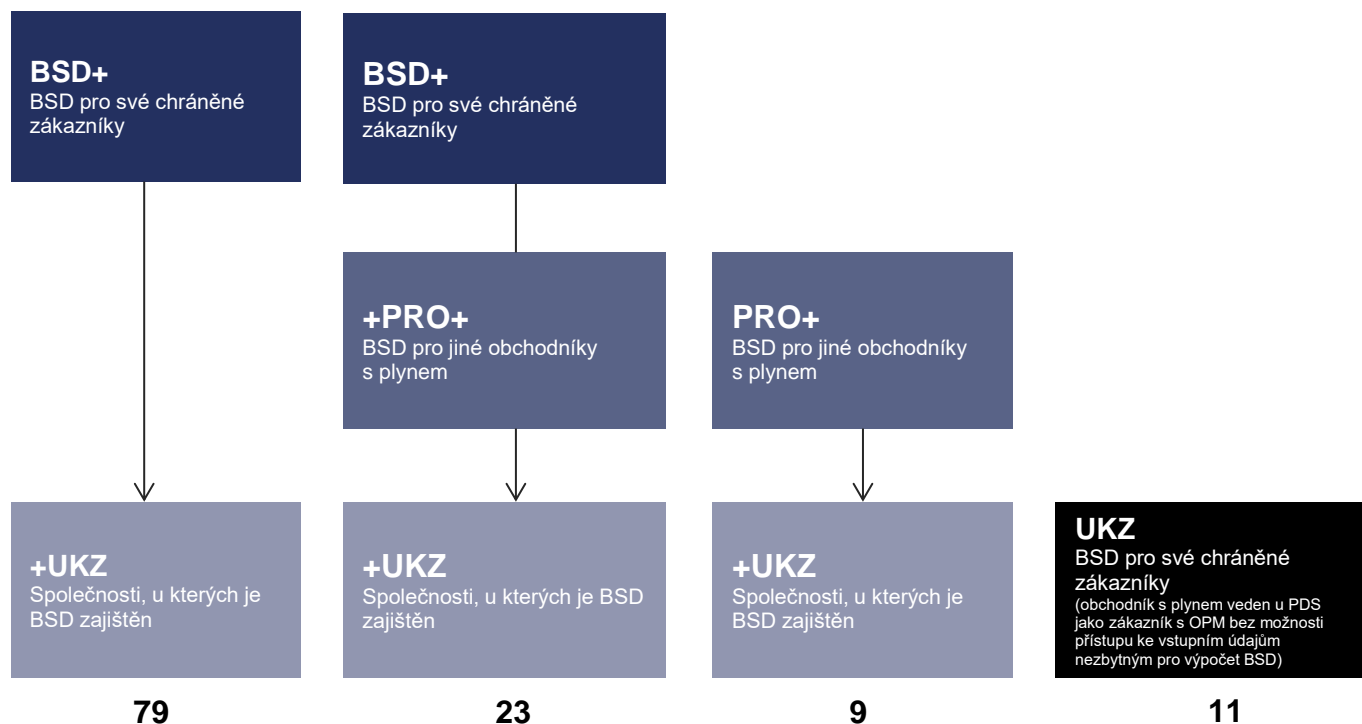 BSD+
BSD pro své chráněné
zákazníky
BSD+
BSD pro své chráněné
zákazníky
+PRO+
BSD pro jiné obchodníky
s plynem
PRO+
BSD pro jiné obchodníky
s plynem
+UKZ
Společnosti, u kterých je
BSD zajištěn
+UKZ
Společnosti, u kterých je BSD
zajištěn
+UKZ
Společnosti, u kterých je
BSD zajištěn
UKZ
BSD pro své chráněné
zákazníky
(obchodník s plynem veden u PDS
jako zákazník s OPM bez možnosti
přístupu ke vstupním údajům
nezbytným pro výpočet BSD)
79
23
9
11